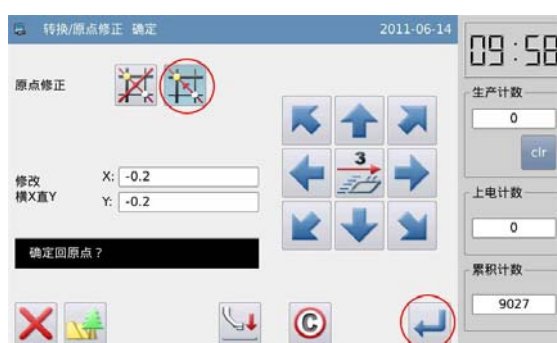 转换/原点修正 确定
2011-06-14
09:58
原点修正
生产计数
0
clr
3
修改
横X直Y
X: -0.2
Y: -0.2
上电计数
0
确定回原点？
累积计数
9027
C